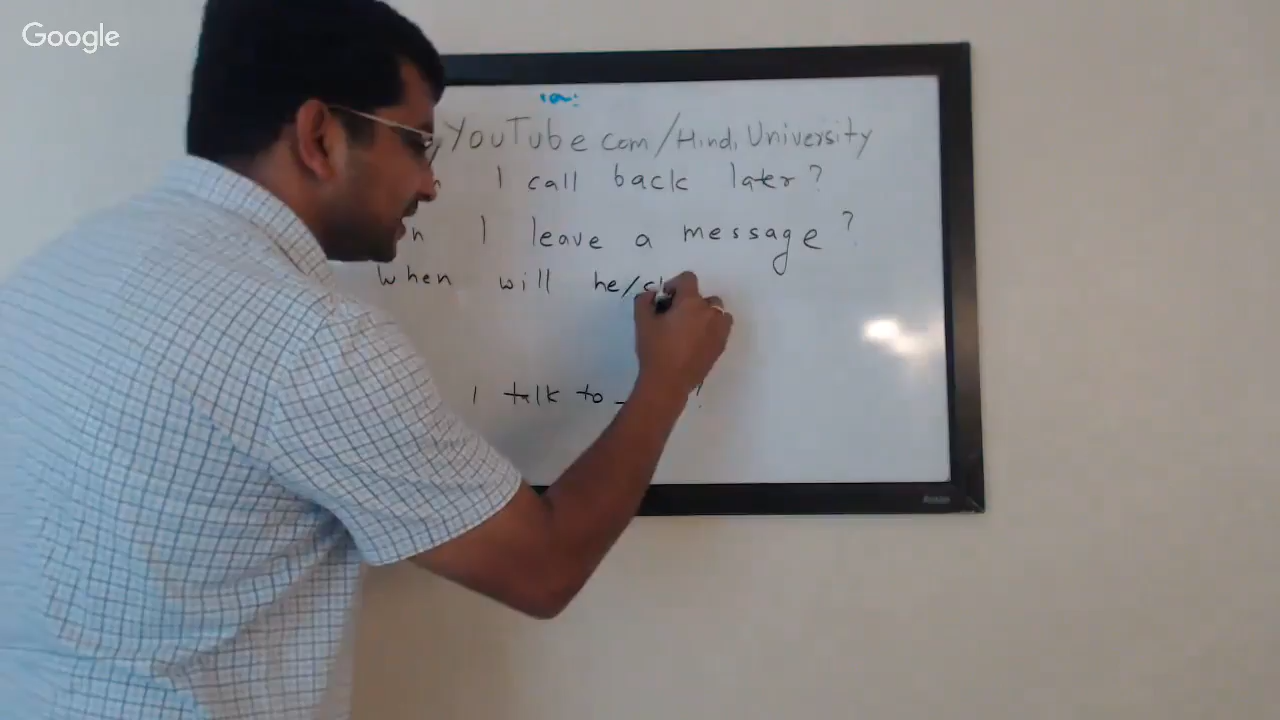 Google
YouTube com/Hindi University
I call back later?
I leave a message?
When will he/
I talk to